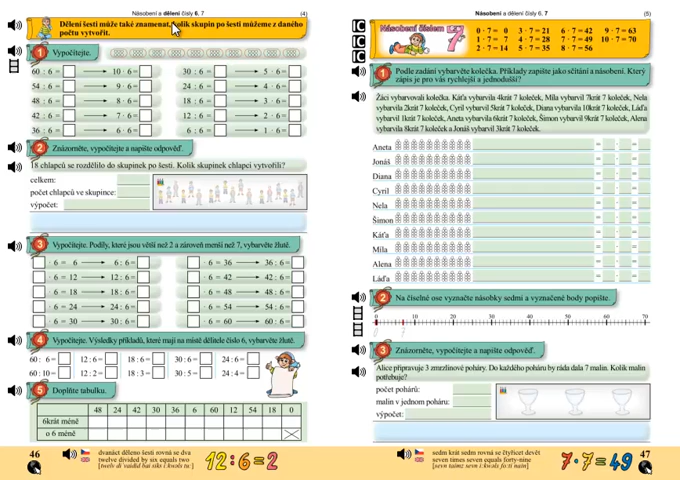 Násobení a dělení čísly 6, 7
(4)
Dělení šesti může také znamenat, kolik skupin po šesti můžeme z daného
počtu vytvořit.
1 Vypočítejte.
60 : 6 = 10 · 6 = 30 : 6 = 5 · 6 =
54 : 6 = 9 · 6 = 24 : 6 = 4 · 6 =
48 : 6 = 8 · 6 = 18 : 6 = 3 · 6 =
42 : 6 = 7 · 6 = 12 : 6 = 2 · 6 =
36 : 6 = 6 · 6 = 6 : 6 = 1 · 6 =
2 Znázorněte, vypočítejte a napište odpověď.
18 chlapců se rozdělilo do skupinek po šesti. Kolik skupinek chlapci vytvořili?
celkem:
počet chlapců ve skupince:
výpočet:
3 Vypočítejte. Podíly, které jsou větší než 2 a zároveň menší než 7, vybarvěte žlutě.
· 6 = 6 6 : 6 = · 6 = 36 36 : 6 =
· 6 = 12 12 : 6 = · 6 = 42 42 : 6 =
· 6 = 18 18 : 6 = · 6 = 48 48 : 6 =
· 6 = 24 24 : 6 = · 6 = 54 54 : 6 =
· 6 = 30 30 : 6 = · 6 = 60 60 : 6 =
4 Vypočítejte. Výsledky příkladů, které mají na místě dělitele číslo 6, vybarvěte žlutě.
60 : 6 = 12 : 6 = 18 : 6 = 30 : 6 = 24 : 6 =
60 : 10 = 12 : 2 = 18 : 3 = 30 : 5 = 24 : 4 =
5 Doplňte tabulku.
48 24 42 30 36 6 60 12 54 18 0
6krát méně
o 6 méně
46
dvanáct děleno šesti rovná se dva
twelve divided by six equals two
12 : 6 = 2
Násobení a dělení čísly 6, 7
(5)
Násobení číslem 7
0 · 7 = 0 3 · 7 = 21 6 · 7 = 42 9 · 7 = 63
1 · 7 = 7 4 · 7 = 28 7 · 7 = 49 10 · 7 = 70
2 · 7 = 14 5 · 7 = 35 8 · 7 = 56
1 Podle zadání vybarvěte kolečka. Příklady zapište jako sčítání a násobení. Který
zápis je pro vás rychlejší a jednodušší?
Žáci vybarvovali kolečka. Káťa vybarvila 4krát 7 koleček, Míla vybarvil 7krát 7 koleček, Nela
vybarvila 2krát 7 koleček, Cyril vybarvil 5krát 7 koleček, Diana vybarvila 10krát 7 koleček, Láďa
vybarvil 1krát 7 koleček, Aneta vybarvila 6krát 7 koleček, Šimon vybarvil 9krát 7 koleček, Alena
vybarvila 8krát 7 koleček a Jonáš vybarvil 3krát 7 koleček.
Aneta = · =
Jonáš = · =
Diana = · =
Cyril = · =
Nela = · =
Šimon = · =
Káťa = · =
Míla = · =
Alena = · =
Láďa = · =
2 Na číselné ose vyznačte násobky sedmi a vyznačené body popište.
0 10 20 30 40 50 60 70
0 7
3 Znázorněte, vypočítejte a napište odpověď.
Alice připravuje 3 zmrzlinové poháry. Do každého poháru by ráda dala 7 malin. Kolik malin
potřebuje?
počet pohárů:
malin v jednom poháru:
výpočet:
sedm krát sedm rovná se čtyřicet devět
seven times seven equals forty-nine
7 · 7 = 49
47